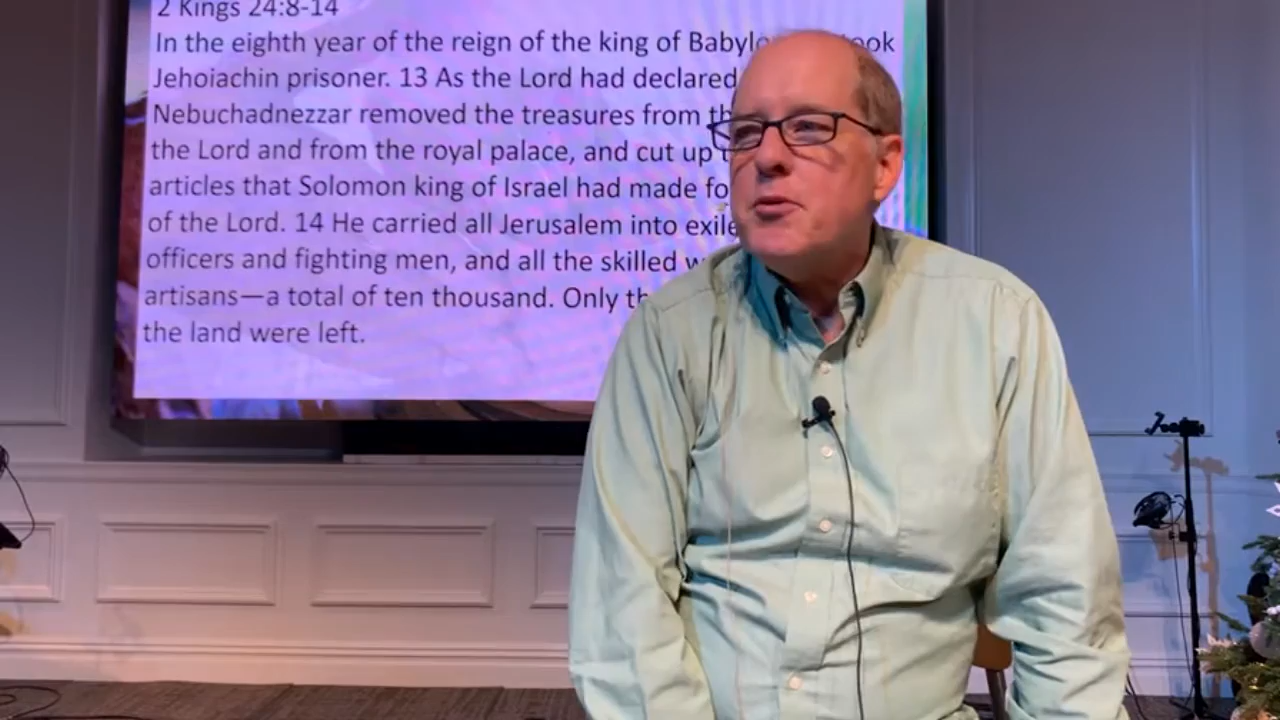 2 Kings 24:8-14
In the eighth year of the reign of the king of Babylon took
Jehoiachin prisoner. 13 As the Lord had declared
Nebuchadnezzar removed the treasures from
the Lord and from the royal palace, and cut up
articles that Solomon king of Israel had made
of the Lord. 14 He carried all Jerusalem into exile
officers and fighting men, and all the skilled
artisans—a total of ten thousand. Only
the land were left.